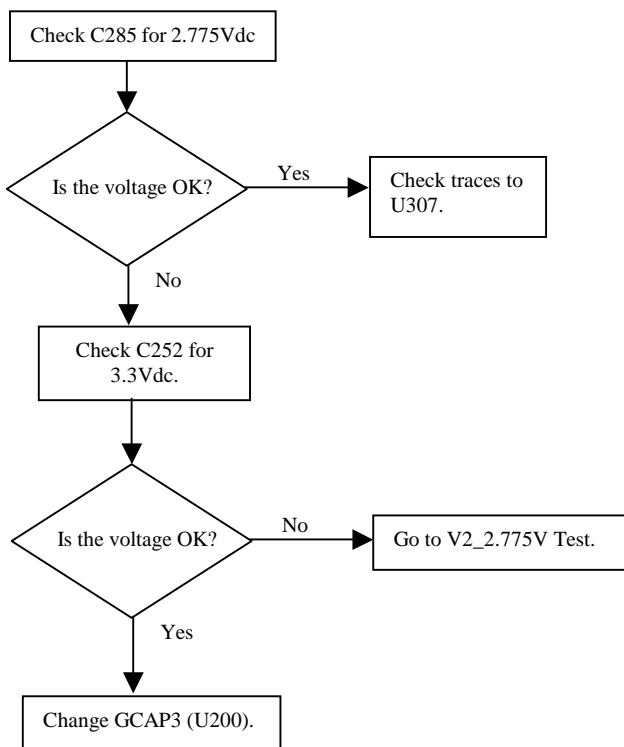 Check C285 for 2.775Vdc
Is the voltage OK?
Yes
Check traces to
U307.
No
Check C252 for
3.3Vdc.
Is the voltage OK?
No
Go to V2_2.775V Test.
Yes
Change GCAP3 (U200).